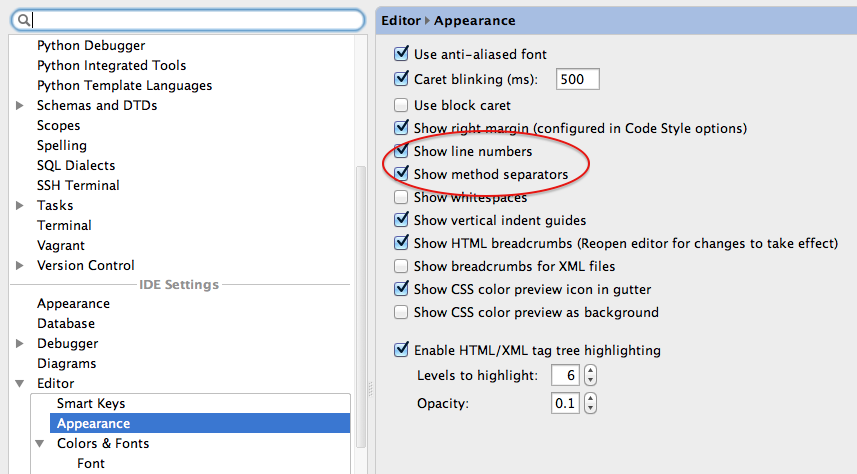 Python Debugger
Python Integrated Tools
Python Template Languages
Schemas and DTDs
Scopes
Spelling
SQL Dialects
SSH Terminal
Tasks
Terminal
Vagrant
Version Control
IDE Settings
Appearance
Database
Debugger
Diagrams
Editor
Smart Keys
Appearance
Colors & Fonts
Font
Editor ▸ Appearance
Use anti-aliased font
Caret blinking (ms): 500
Use block caret
Show right margin (configured in Code Style options)
Show line numbers
Show method separators
Show whitespaces
Show vertical indent guides
Show HTML breadcrumbs (Reopen editor for changes to take effect)
Show breadcrumbs for XML files
Show CSS color preview icon in gutter
Show CSS color preview as background
Enable HTML/XML tag tree highlighting
Levels to highlight: 6
Opacity: 0.1